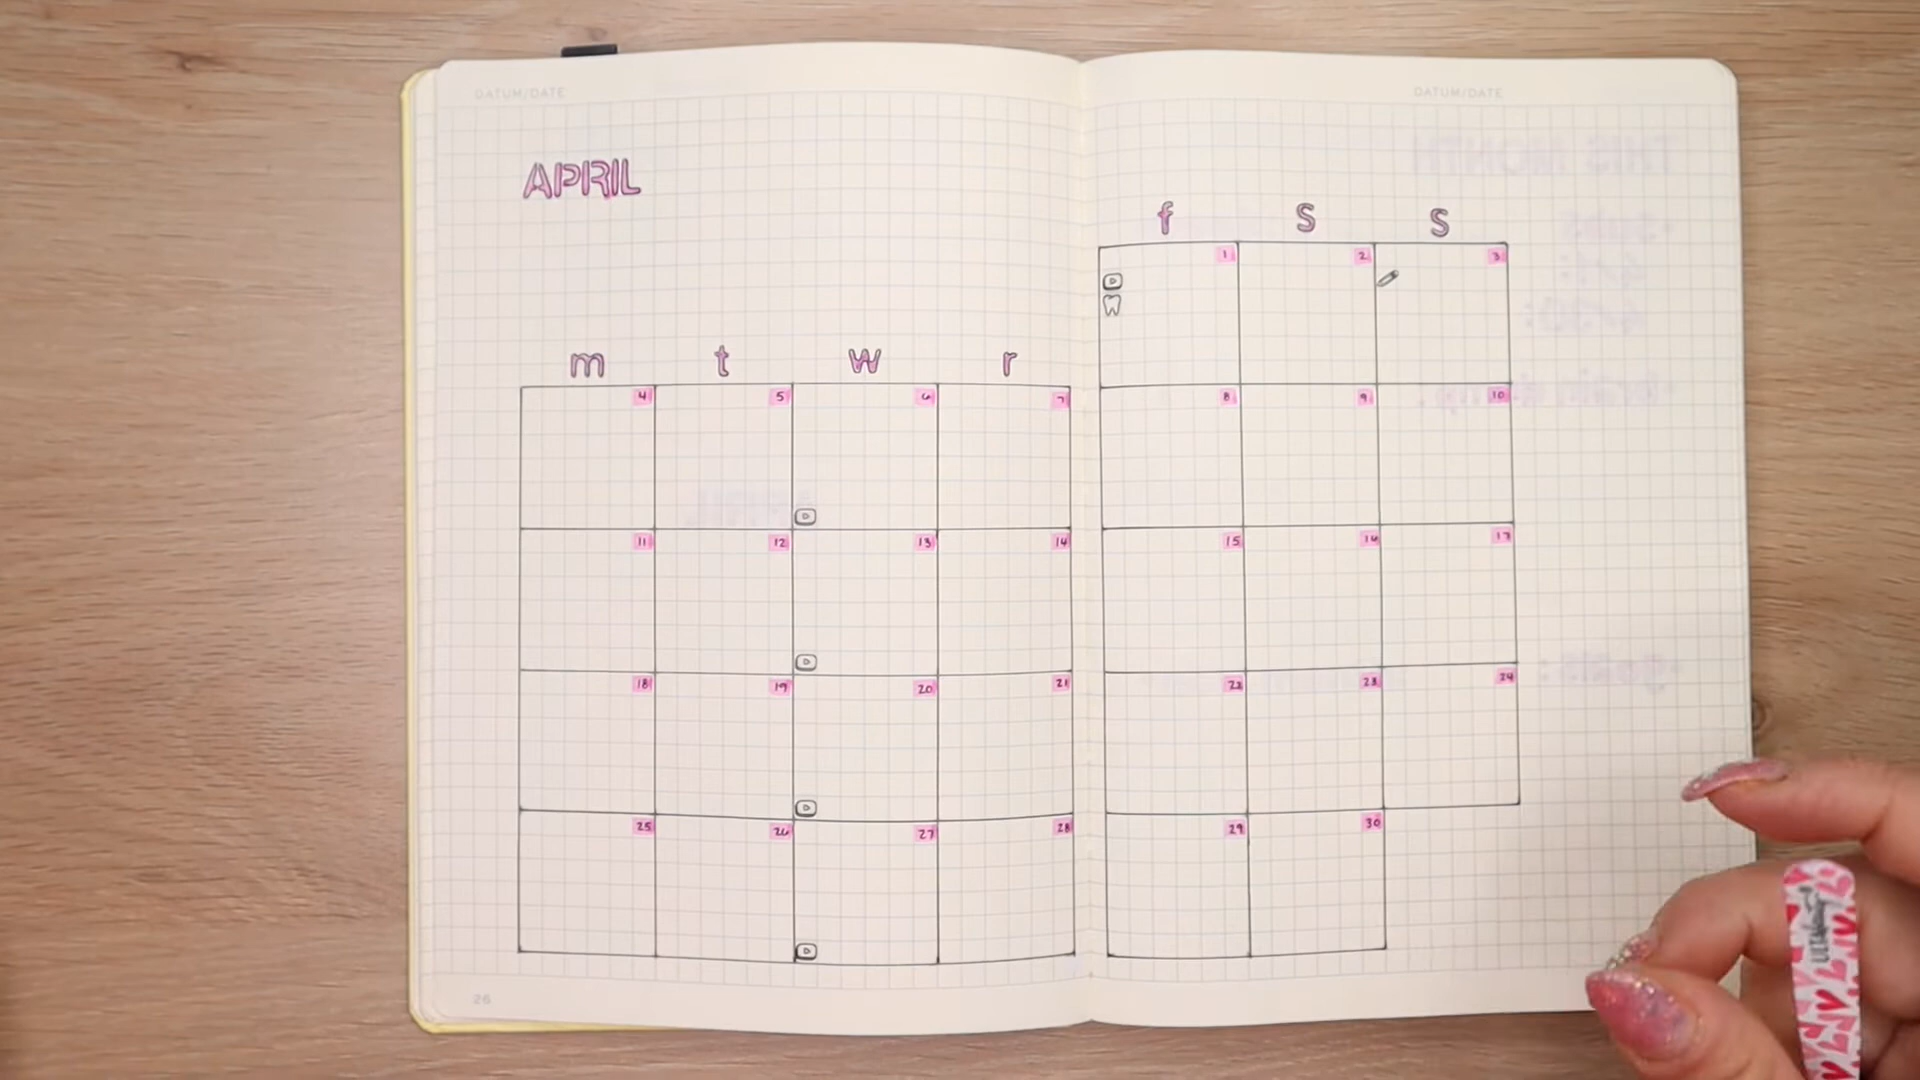 DATUM/DATE
DATUM/DATE
APRIL
f S S
1 2 3
m t w r
4 5 6 7 8 9 10
11 12 13 14 15 16 17
18 19 20 21 22 23 24
25 26 27 28 29 30
26